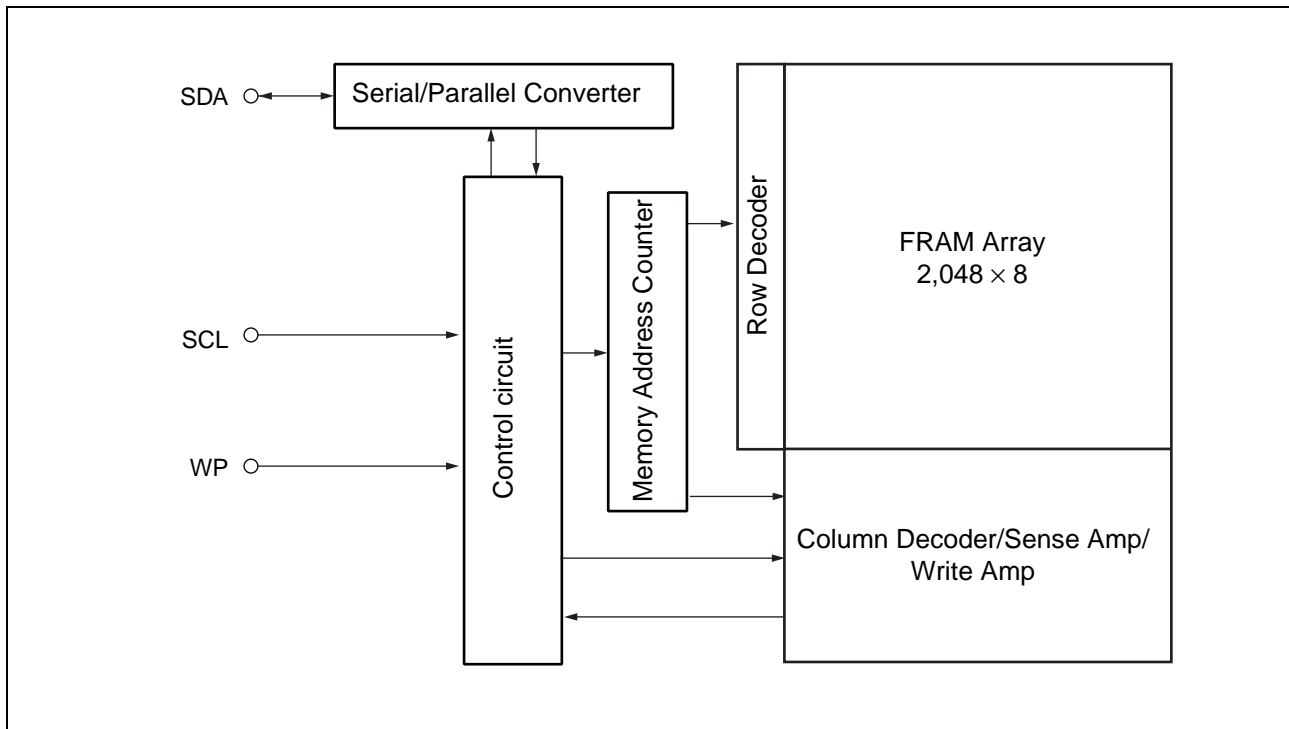 SDA
Serial/Parallel Converter
SCL
WP
Control circuit
Memory Address Counter
Row Decoder
FRAM Array
2,048 × 8
Column Decoder/Sense Amp/
Write Amp